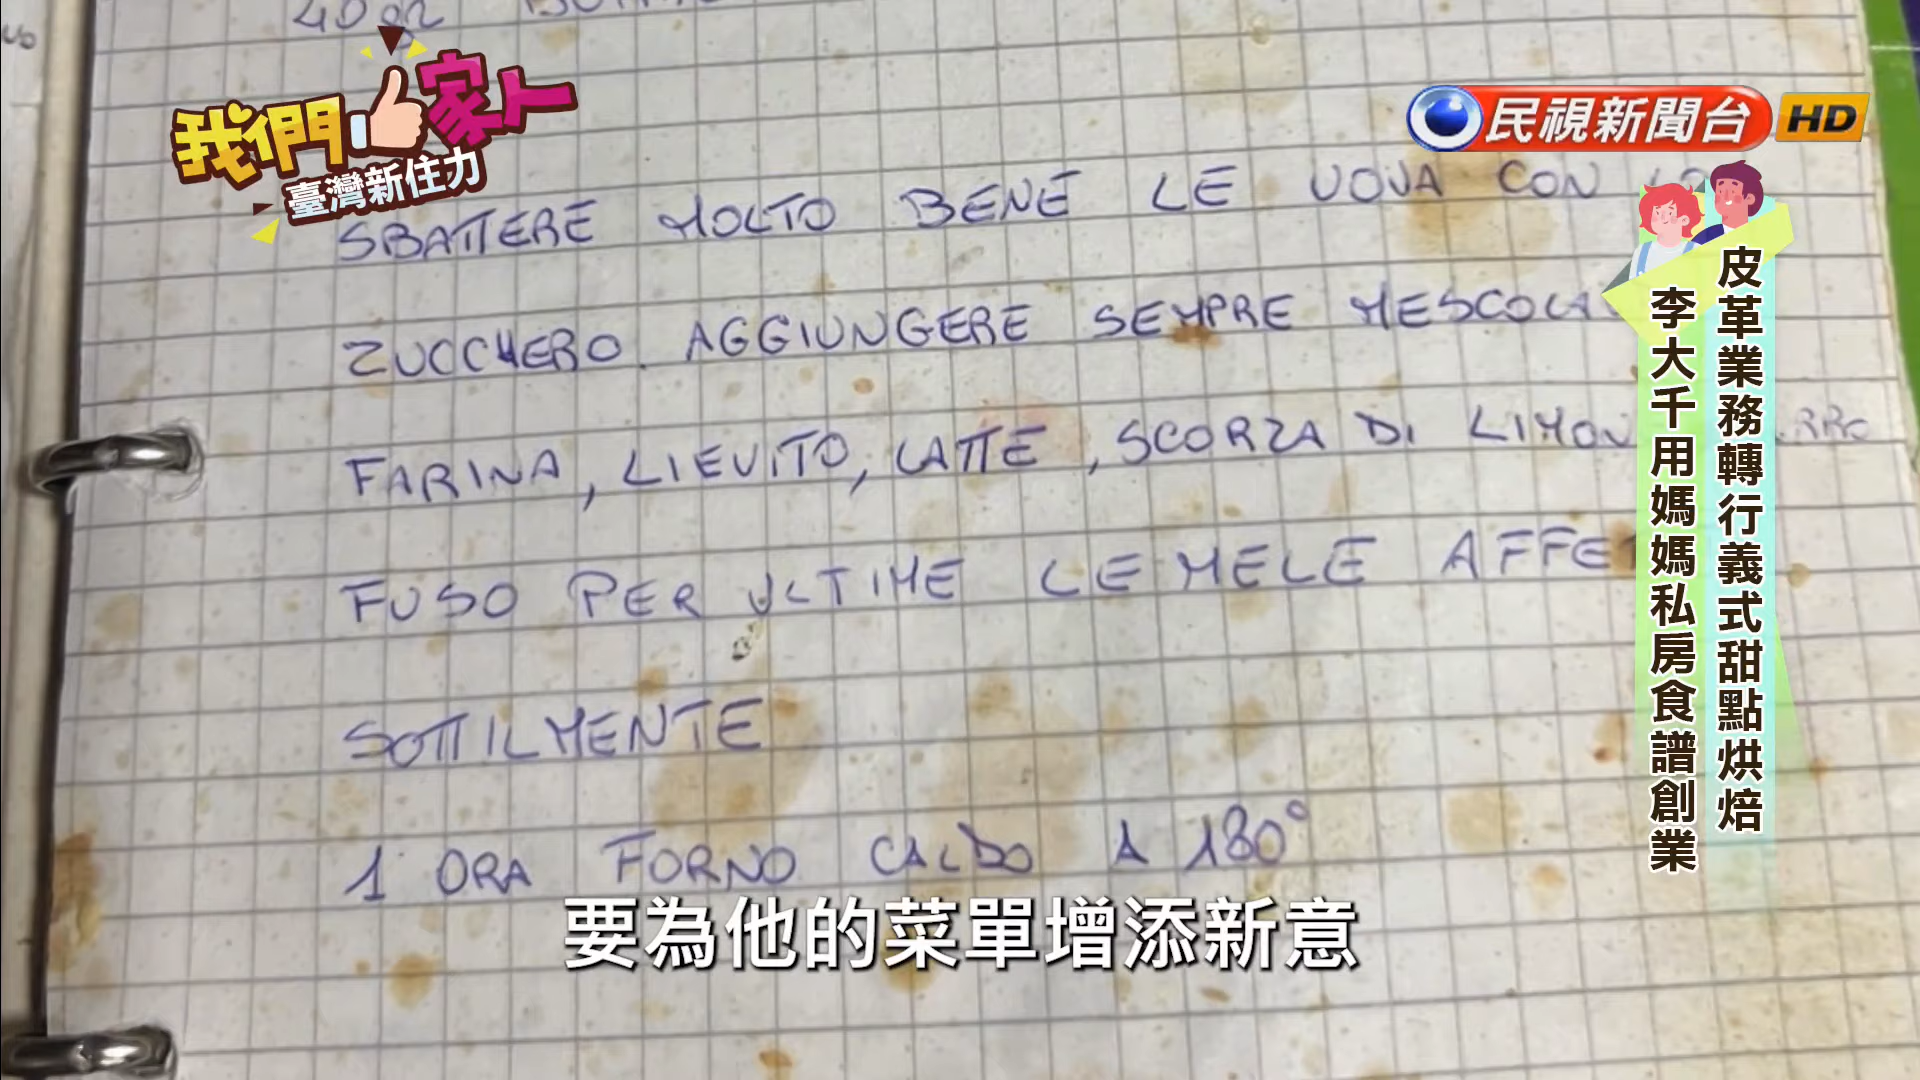 我們 家人
臺灣新住力
民視新聞台 HD
SBATTERE MOLTO BENE LE UOVA CON
ZUCCHERO. AGGIUNGERE SEMPRE
FARINA, LIEVITO, LATTE, SCORZA DI
FUSO PER ULTIME LE MELE
SOTTILMENTE
1 ORA FORNO CALDO A 180°
皮革業務轉行義式甜點烘焙
李大千用媽媽私房食譜創業
要為他的菜單增添新意